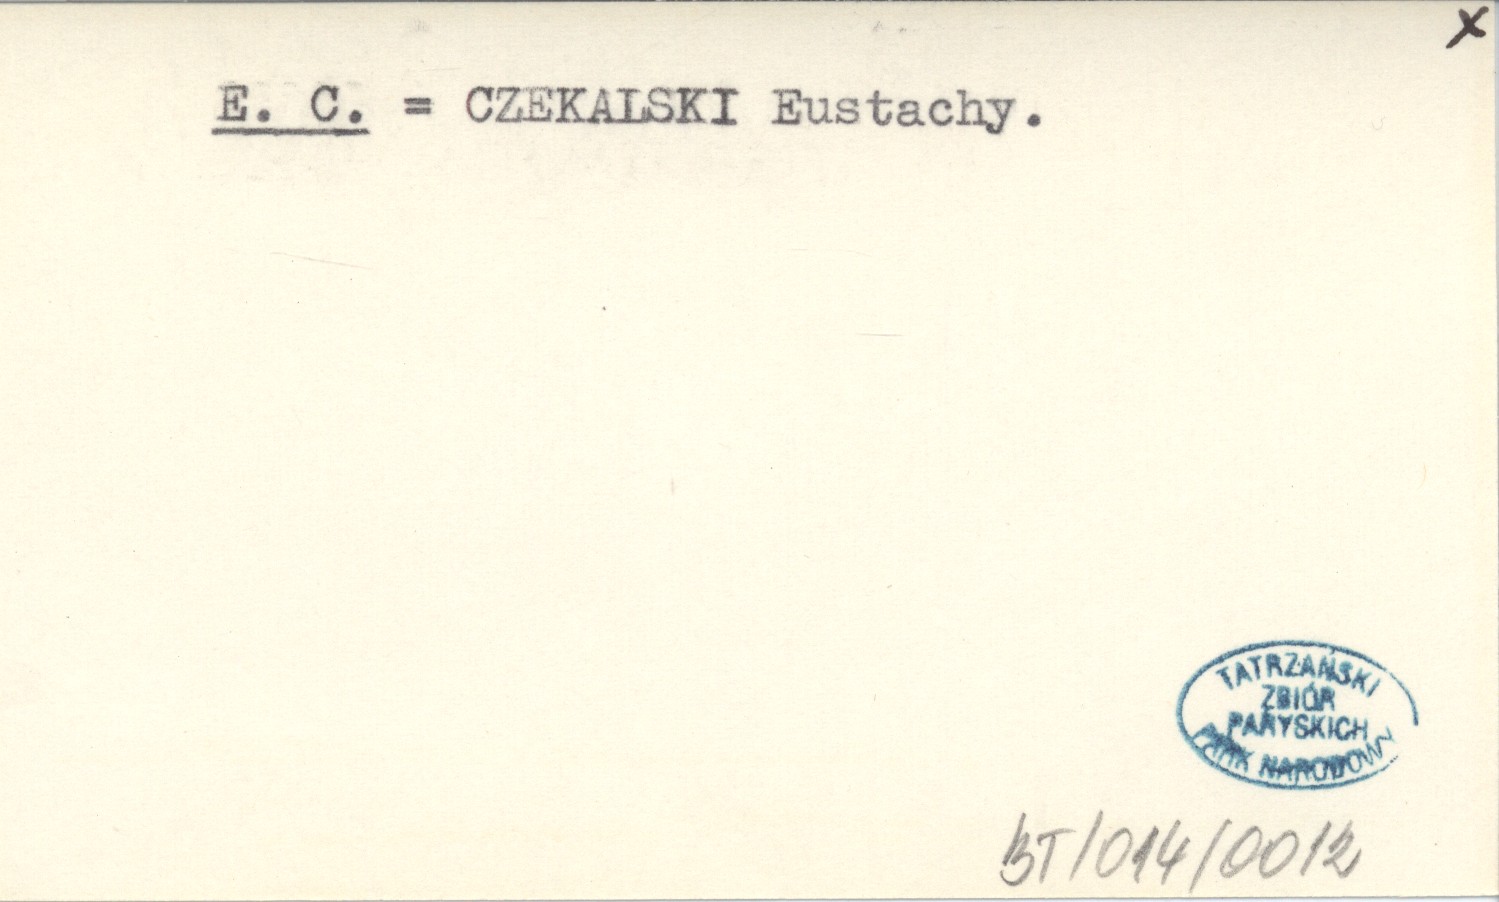 x
E. C. = CZEKALSKI Eustachy.
TATRZAŃSKI
ZBIÓR
PARYSKICH
PARK NARODOWY
BT/014/0012